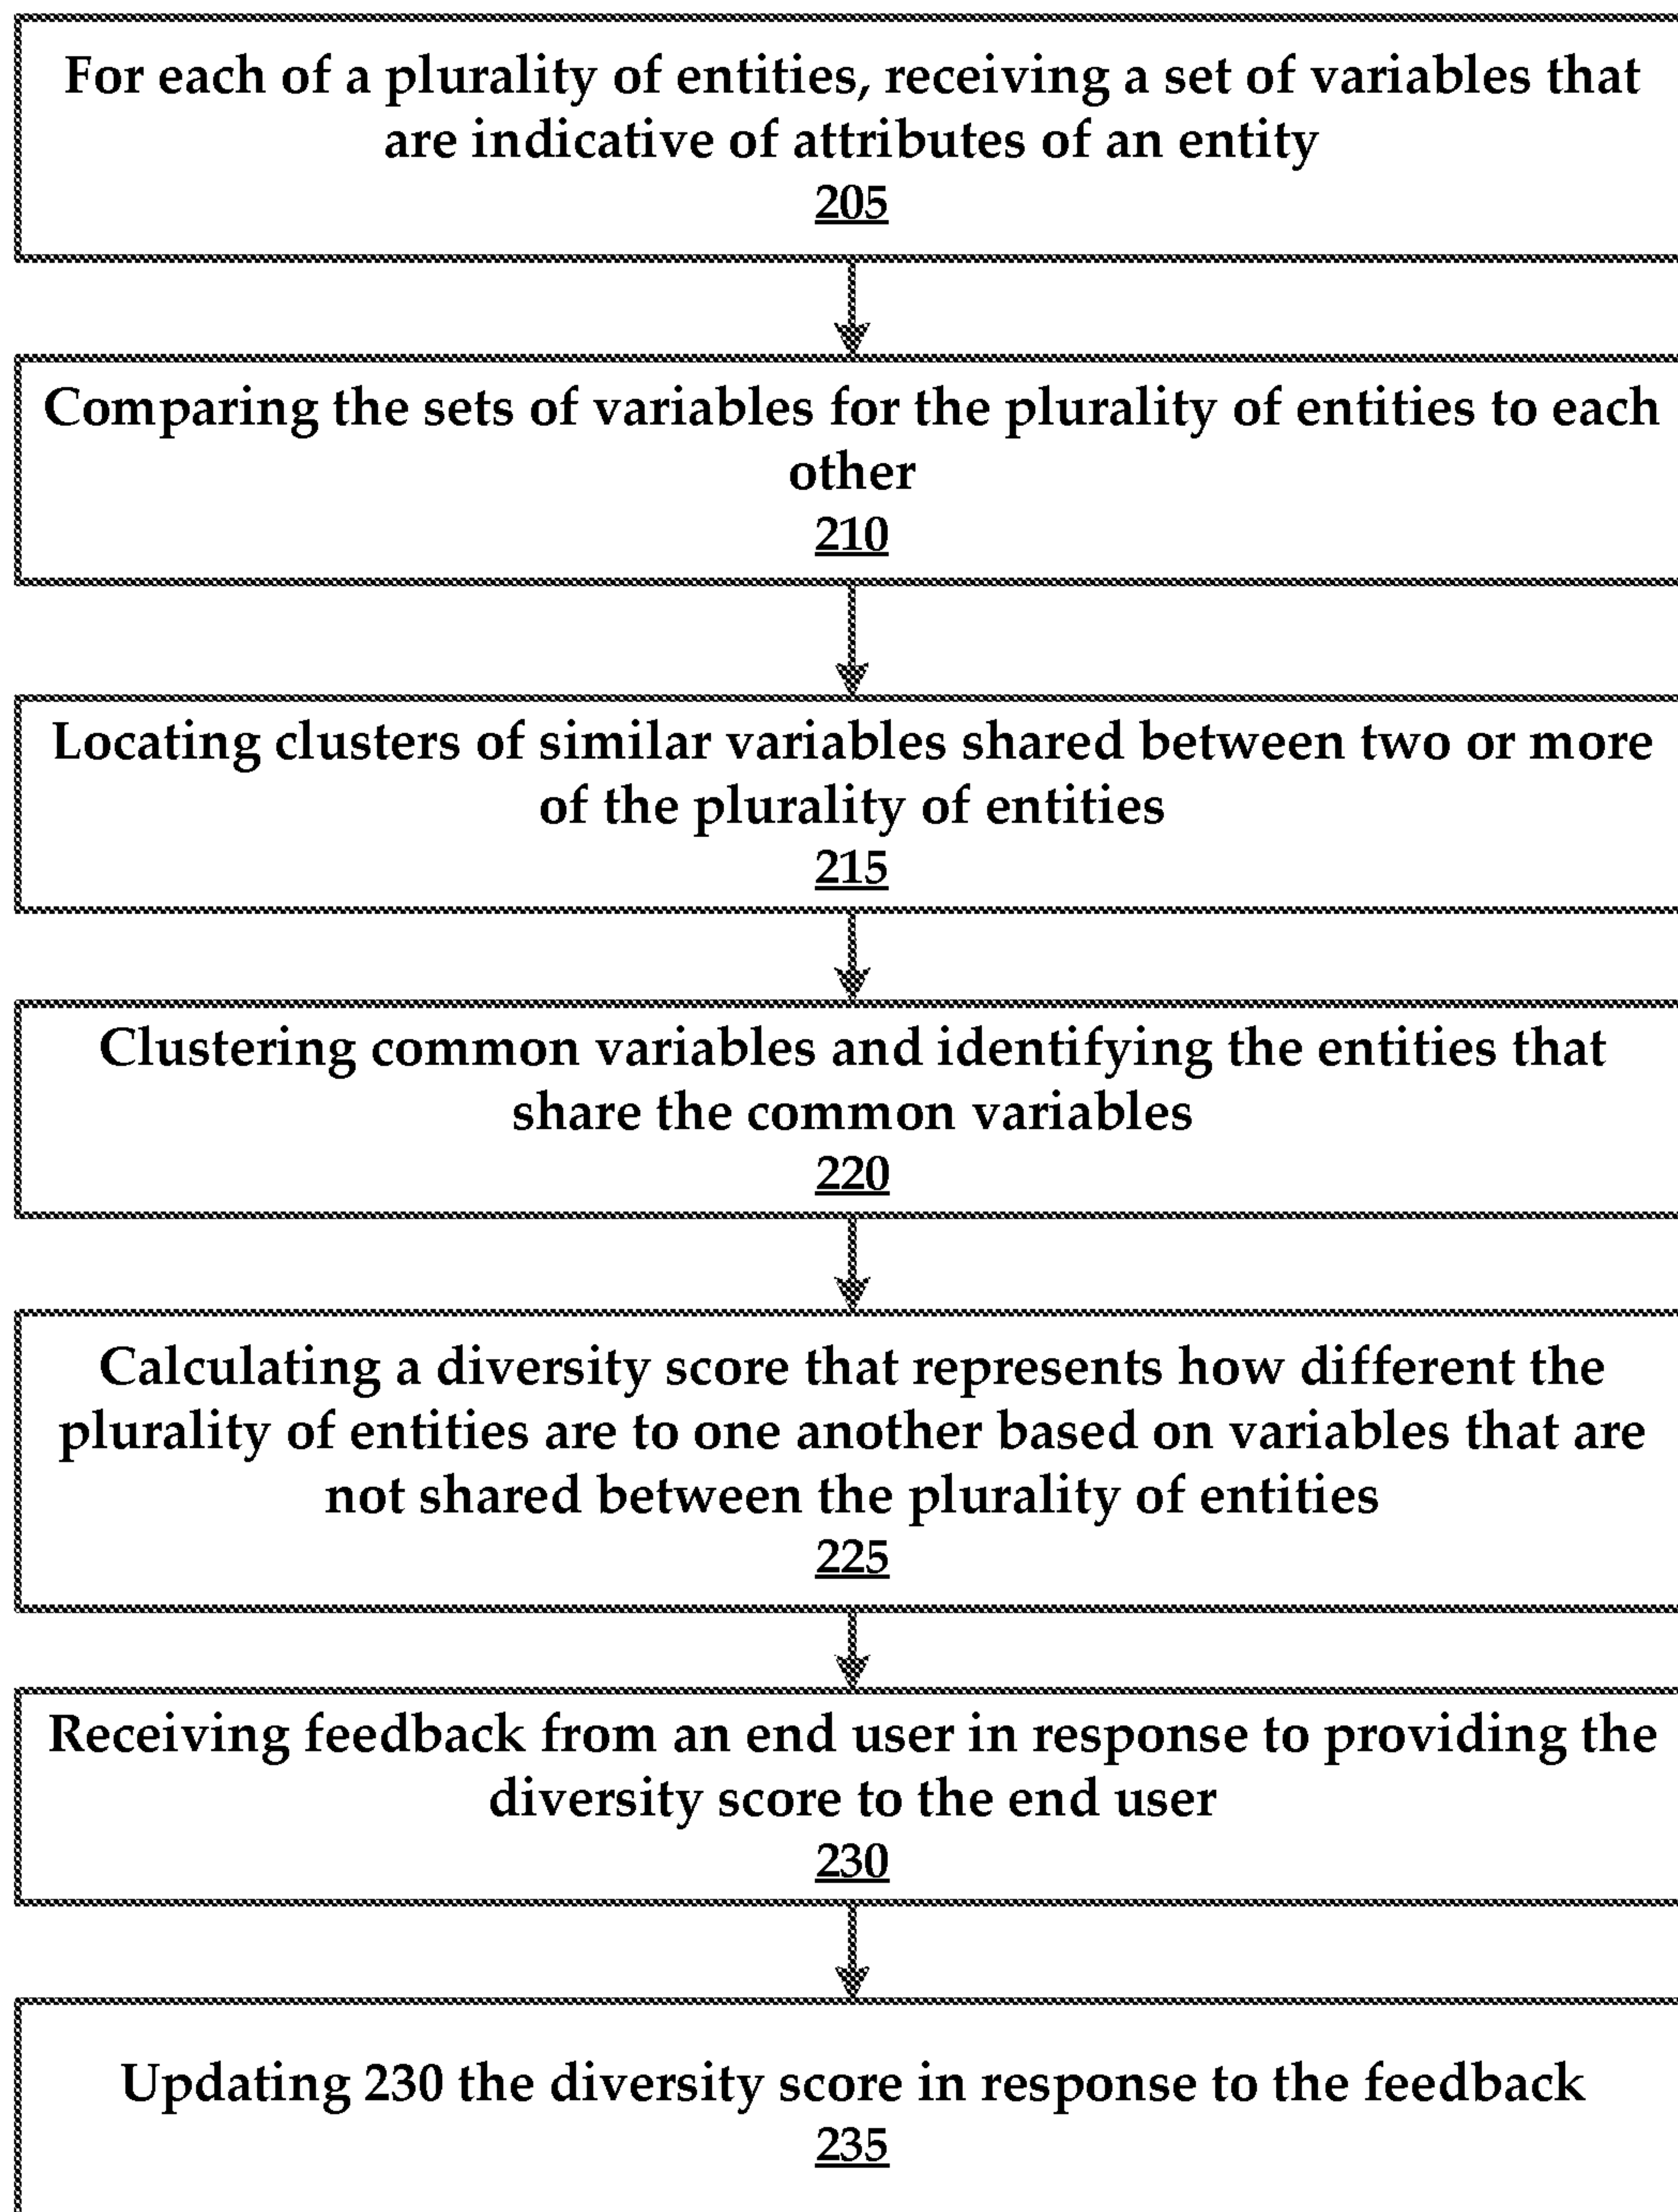 For each of a plurality of entities, receiving a set of variables that
are indicative of attributes of an entity
205
Comparing the sets of variables for the plurality of entities to each
other
210
Locating clusters of similar variables shared between two or more
of the plurality of entities
215
Clustering common variables and identifying the entities that
share the common variables
220
Calculating a diversity score that represents how different the
plurality of entities are to one another based on variables that are
not shared between the plurality of entities
225
Receiving feedback from an end user in response to providing the
diversity score to the end user
230
Updating 230 the diversity score in response to the feedback
235